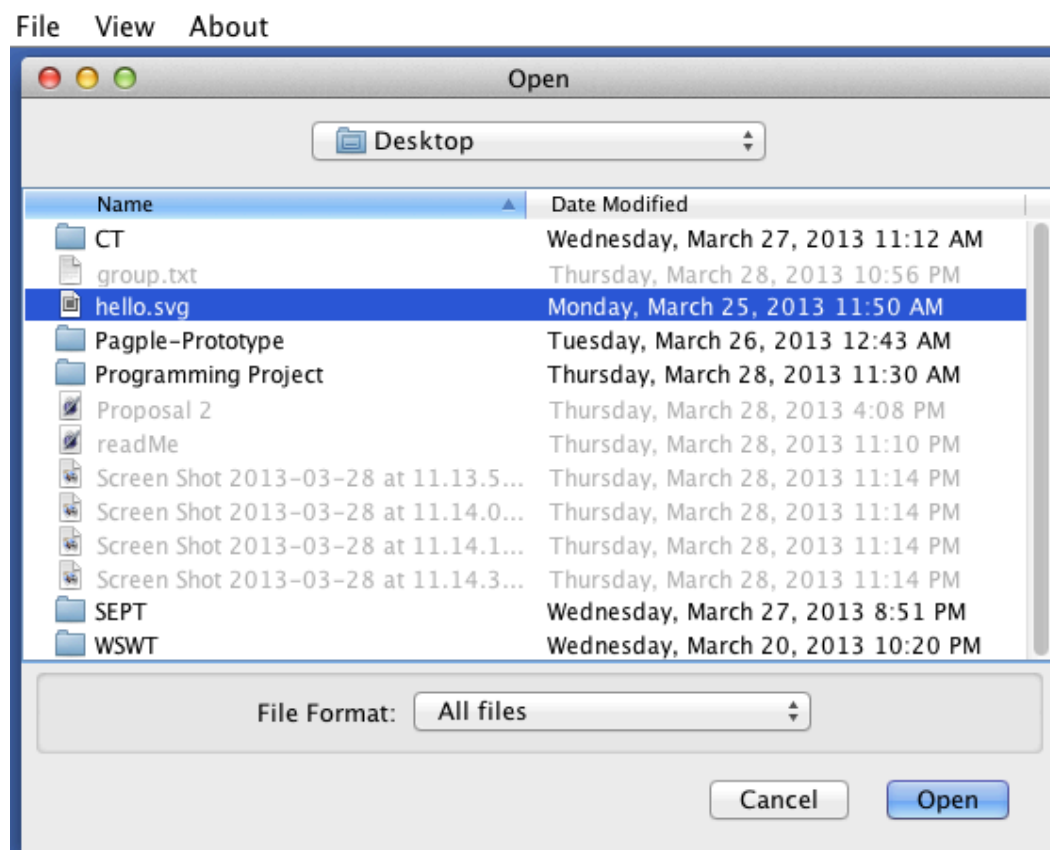 File View About
Open
Desktop
Name Date Modified
CT Wednesday, March 27, 2013 11:12 AM
group.txt Thursday, March 28, 2013 10:56 PM
hello.svg Monday, March 25, 2013 11:50 AM
Pagple-Prototype Tuesday, March 26, 2013 12:43 AM
Programming Project Thursday, March 28, 2013 11:30 AM
Proposal 2 Thursday, March 28, 2013 4:08 PM
readMe Thursday, March 28, 2013 11:10 PM
Screen Shot 2013-03-28 at 11.13.5... Thursday, March 28, 2013 11:14 PM
Screen Shot 2013-03-28 at 11.14.0... Thursday, March 28, 2013 11:14 PM
Screen Shot 2013-03-28 at 11.14.1... Thursday, March 28, 2013 11:14 PM
Screen Shot 2013-03-28 at 11.14.3... Thursday, March 28, 2013 11:14 PM
SEPT Wednesday, March 27, 2013 8:51 PM
WSWT Wednesday, March 20, 2013 10:20 PM
File Format: All files
Cancel Open